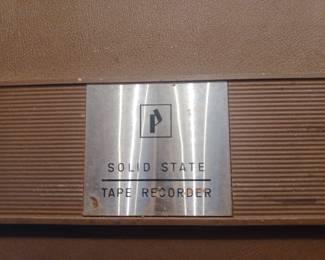 SOLID STATE
TAPE RECORDER